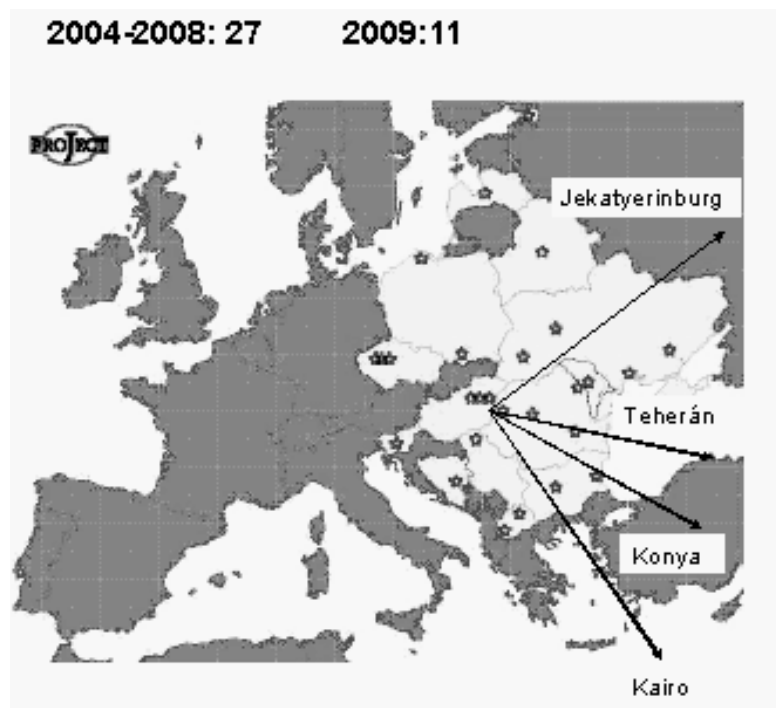 2004-2008: 27 2009:11
PROJECT
Jekatyerinburg
Teherán
Konya
Kairo